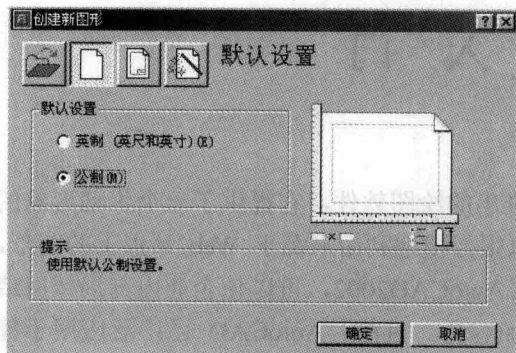 创建新图形
默认设置
默认设置
英制 (英尺和英寸)(E)
公制(M)
提示
使用默认公制设置。
确定
取消